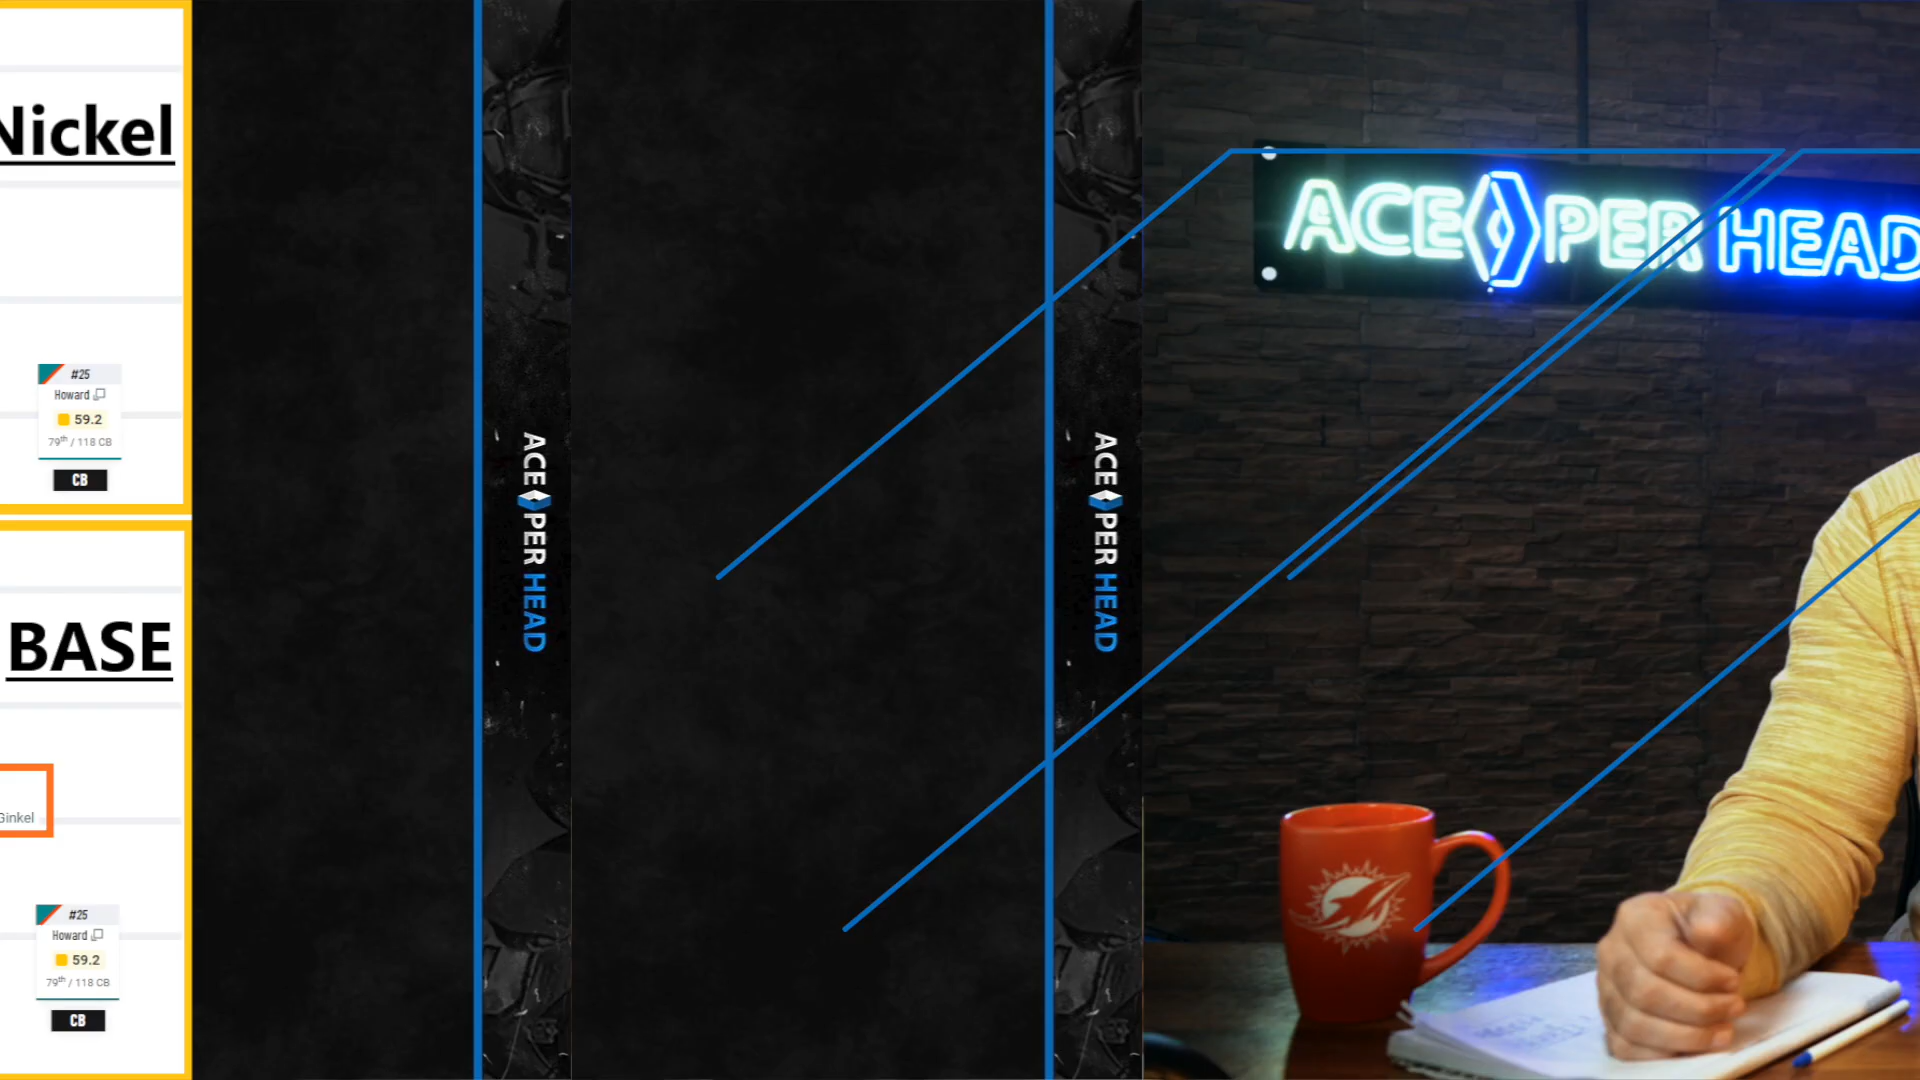 Nickel
#25
Howard
59.2
79th / 118 CB
CB
BASE
Ginkel
#25
Howard
59.2
79th / 118 CB
CB
ACE PER HEAD
ACE PER HEAD
ACE PER HEAD